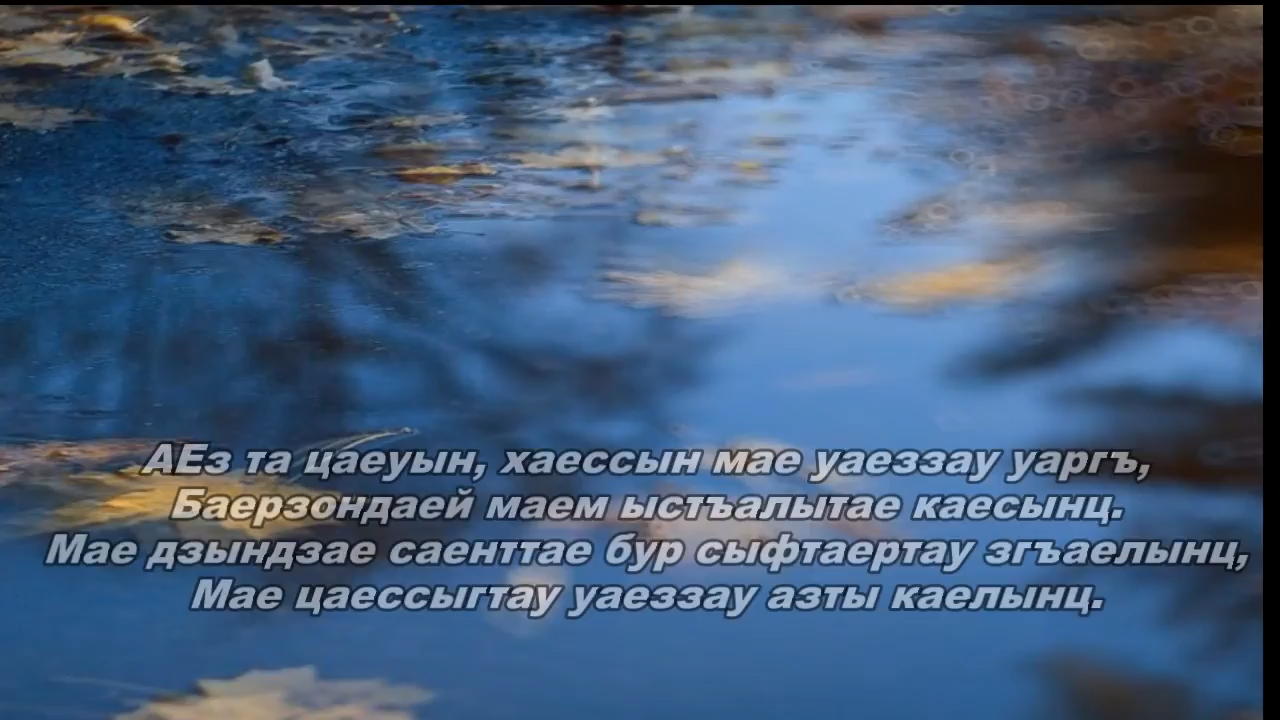 АЕз та цаеуын, хаессын мае уаеззау уаргъ,
Баерзондаей маем ыстъалытае каесынц.
Мае дзындзае саенттае бур сыфтаертау згъаелынц,
Мае цаессыгтау уаеззау азты каелынц.